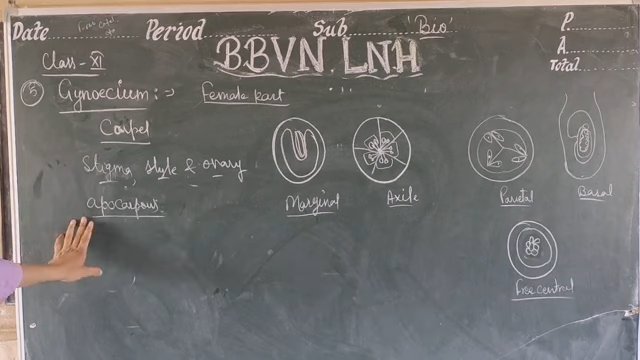 Date Period Sub 'Bio' P.
A.
Total
BBVN LNH
Class - XI
5 Gynoecium :→ Female part
Carpel
Stigma, style & ovary
apocarpous
Marginal Axile Parietal Basal
Free central